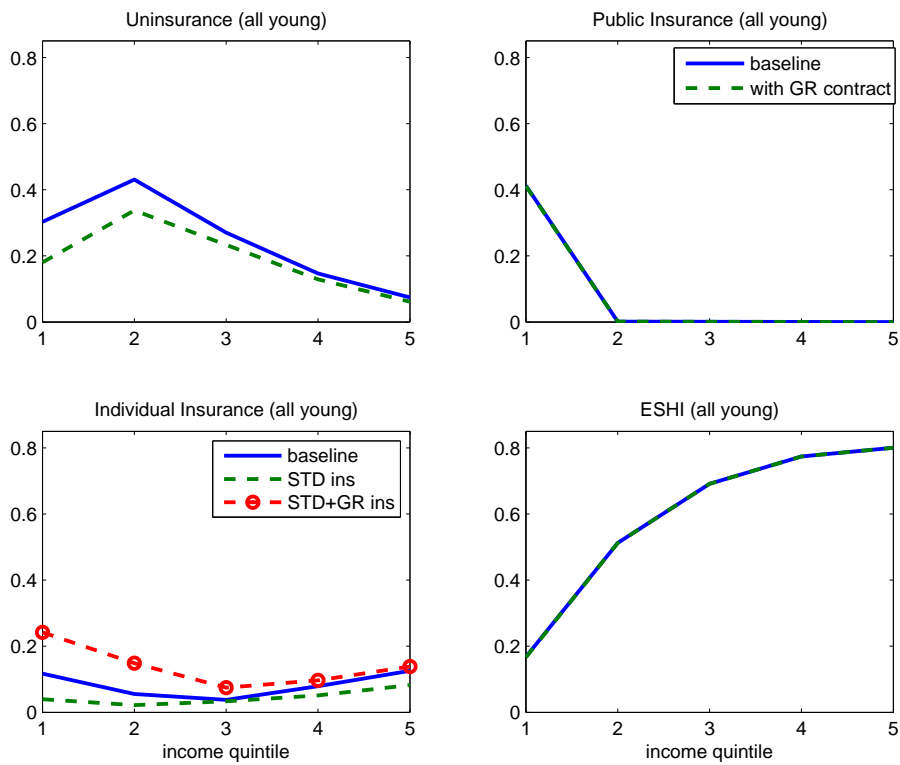 Uninsurance (all young)
0.8
0.6
0.4
0.2
0
1 2 3 4 5
Public Insurance (all young)
baseline
with GR contract
0.8
0.6
0.4
0.2
0
1 2 3 4 5
Individual Insurance (all young)
baseline
STD ins
STD+GR ins
0.8
0.6
0.4
0.2
0
1 2 3 4 5
income quintile
ESHI (all young)
0.8
0.6
0.4
0.2
0
1 2 3 4 5
income quintile